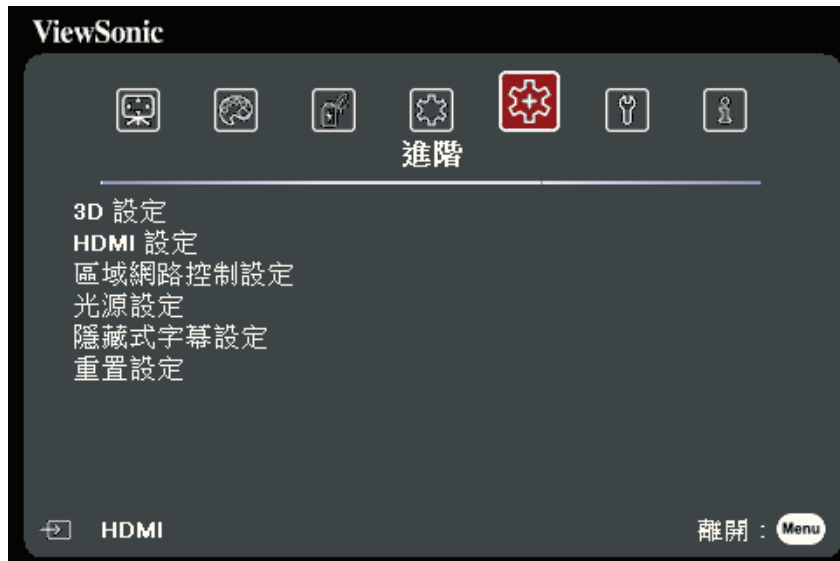 ViewSonic
進階
3D 設定
HDMI 設定
區域網路控制設定
光源設定
隱藏式字幕設定
重置設定
HDMI
離開：Menu